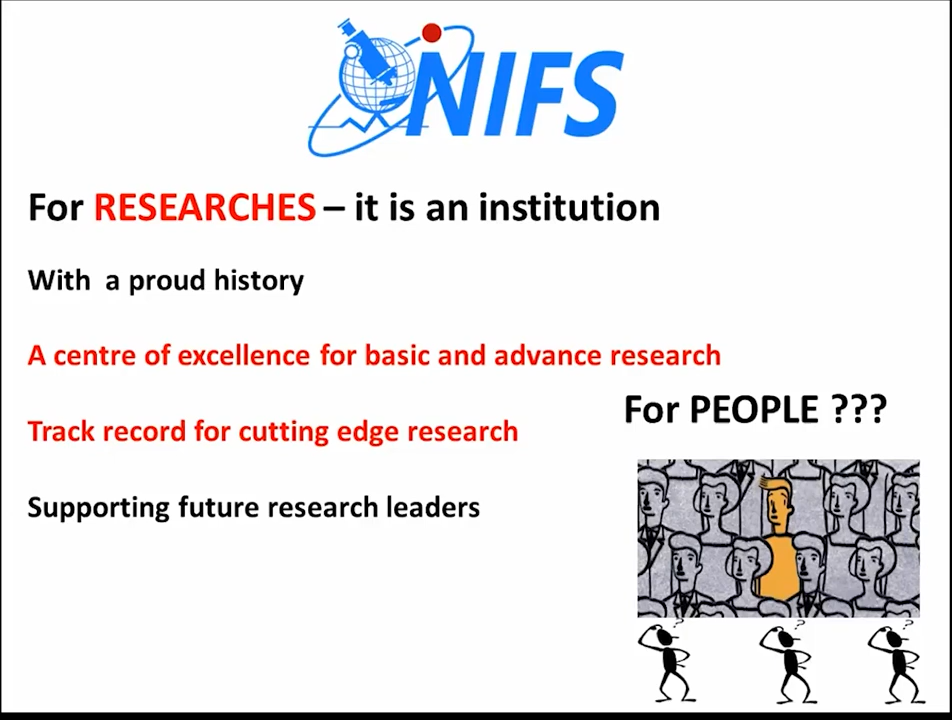 NIFS
For RESEARCHES – it is an institution
With a proud history
A centre of excellence for basic and advance research
For PEOPLE ???
Track record for cutting edge research
Supporting future research leaders
? ? ?